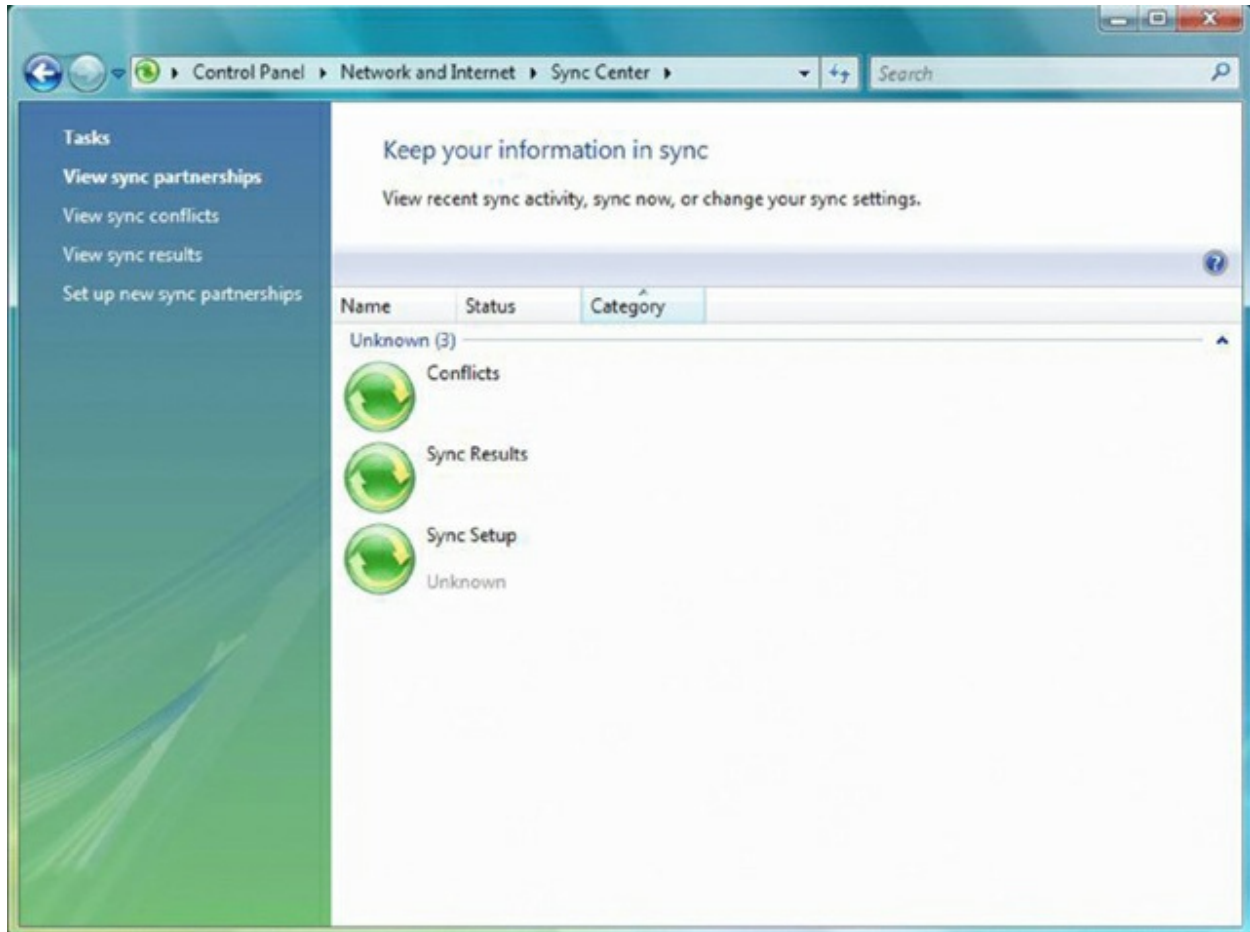 Control Panel Network and Internet Sync Center Search
Tasks
View sync partnerships
View sync conflicts
View sync results
Set up new sync partnerships
Keep your information in sync
View recent sync activity, sync now, or change your sync settings.
Name Status Category
Unknown (3)
Conflicts
Sync Results
Sync Setup
Unknown